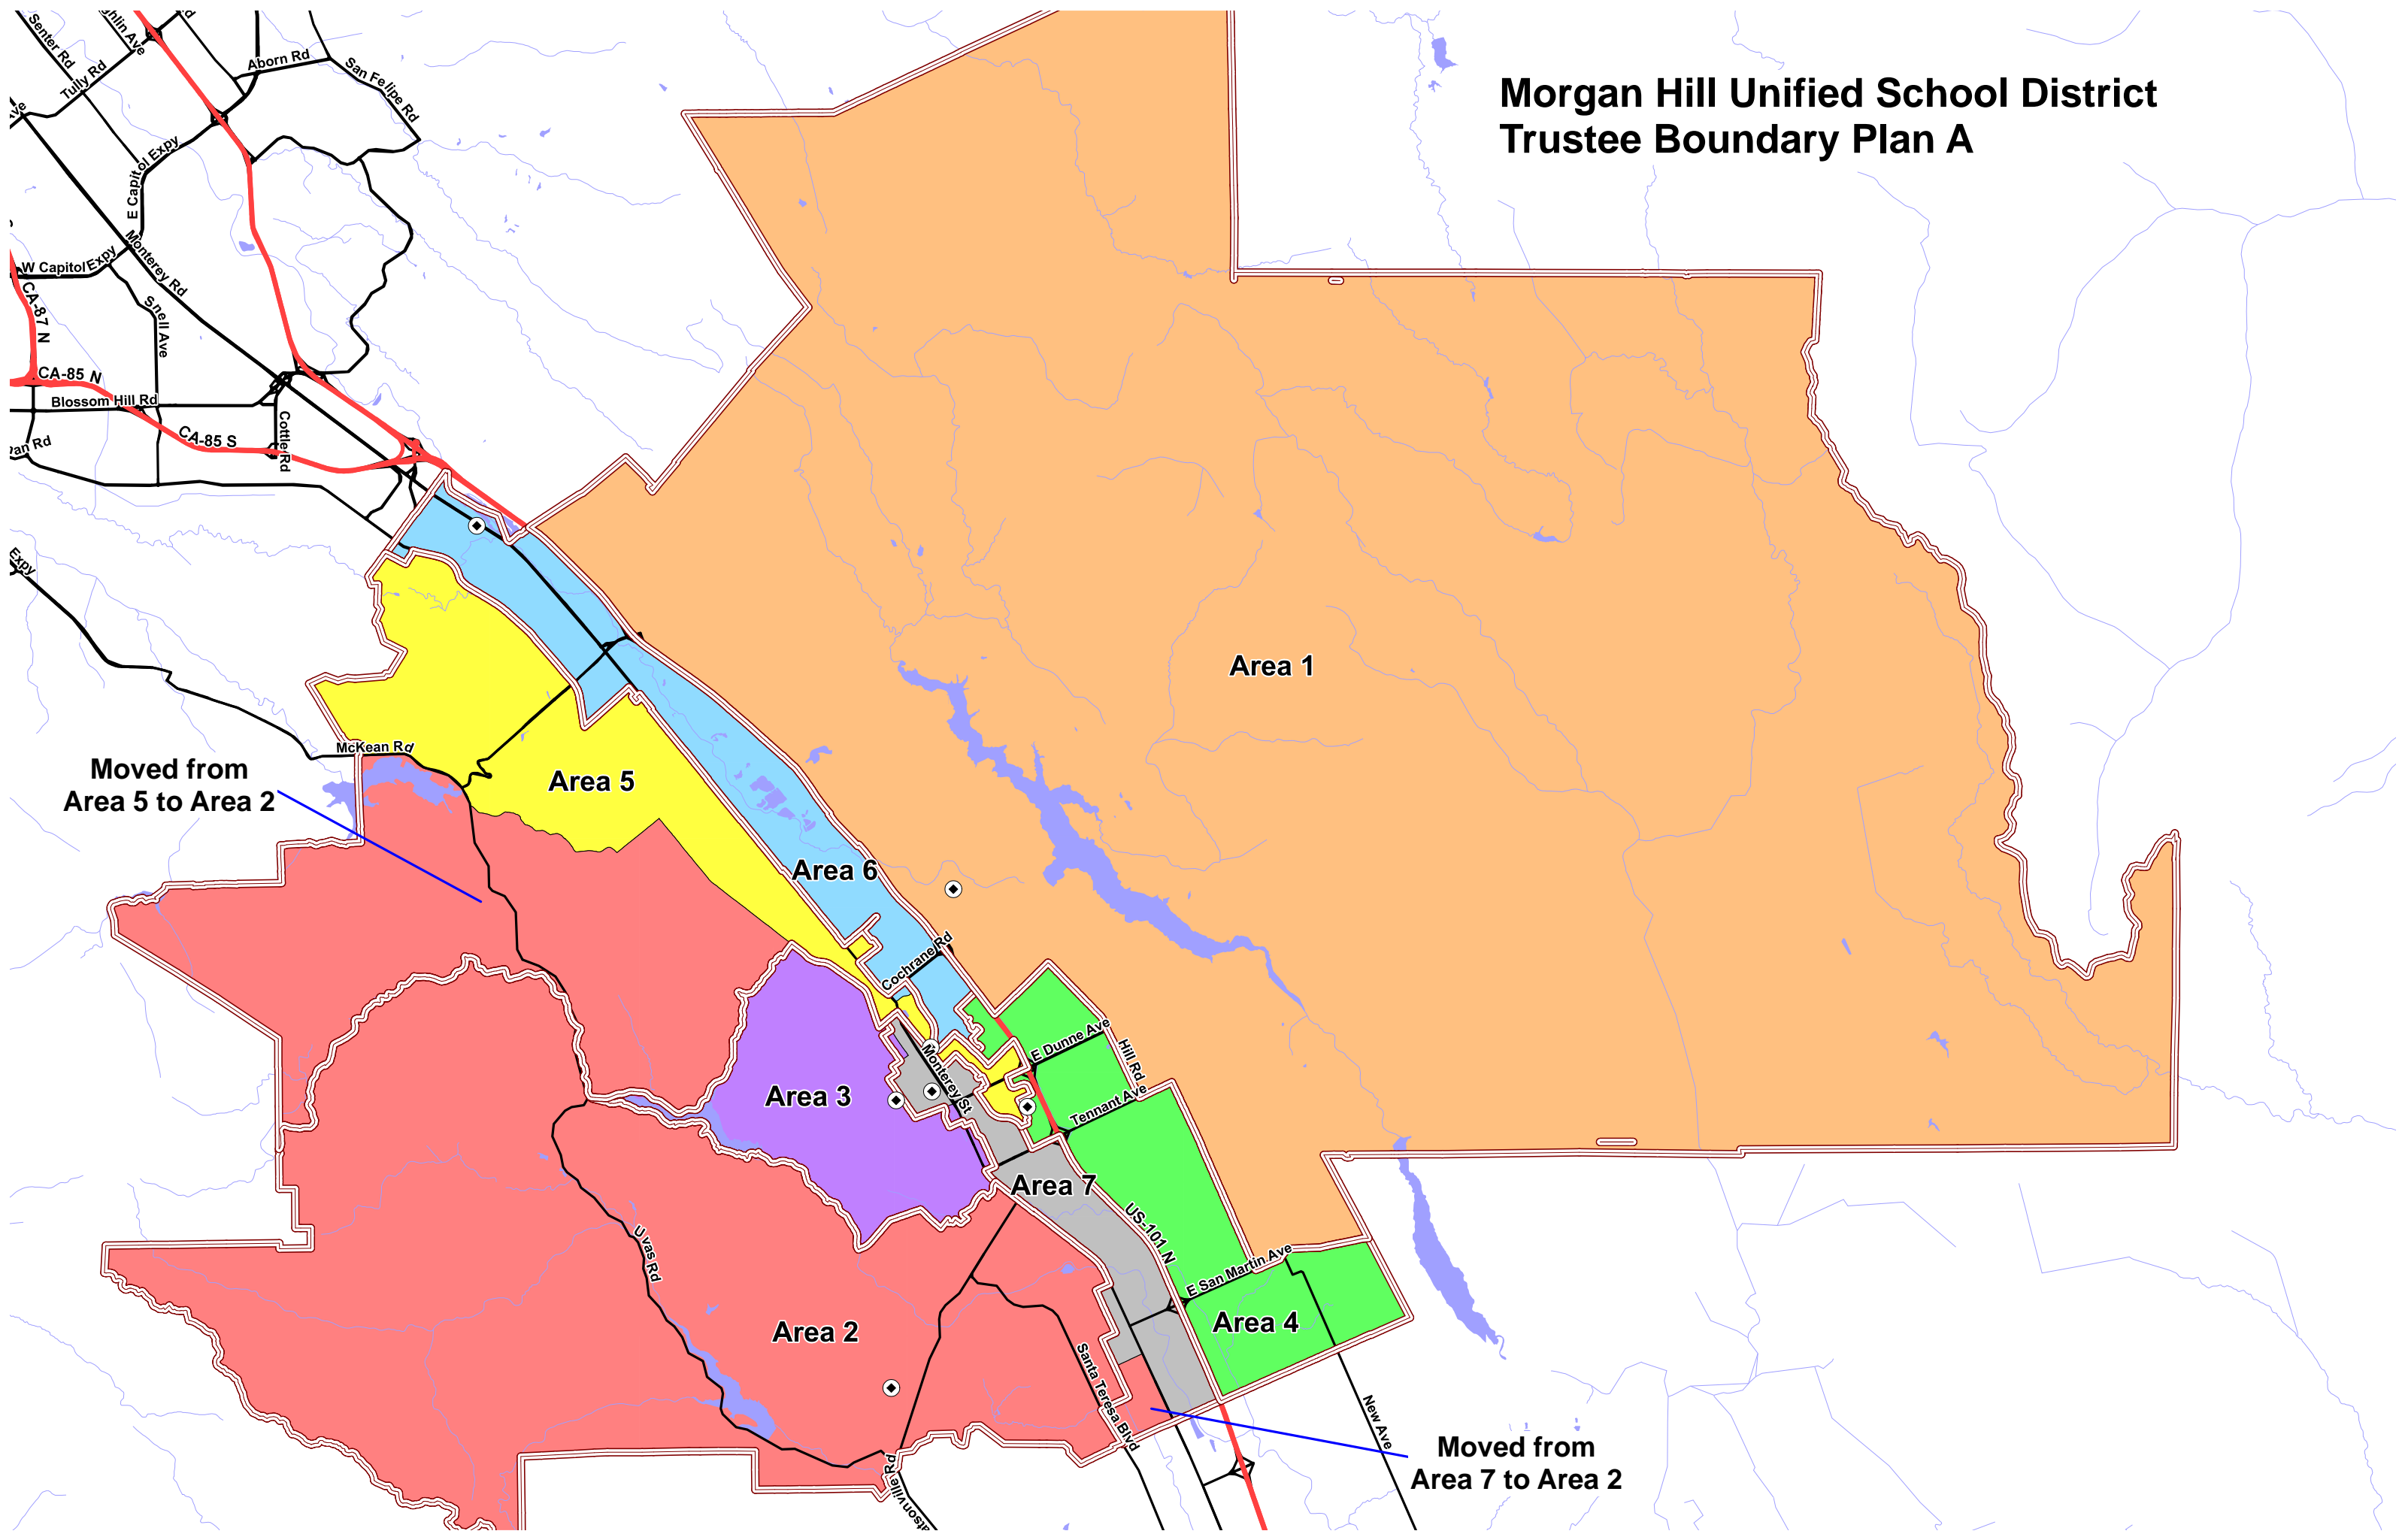 Morgan Hill Unified School District
Trustee Boundary Plan A
Senter Rd
Tully Rd
Aborn Rd
San Felipe Rd
E Capitol Expy
Monterey Rd
W Capitol Expy
CA-87 N
Snell Ave
CA-85 N
Blossom Hill Rd
CA-85 S
Cottle Rd
Expy
McKean Rd
Moved from
Area 5 to Area 2
Area 1
Area 5
Area 6
Cochrane Rd
E Dunne Ave
Hill Rd
Monterey St
Tennant Ave
Area 3
Area 7
US-101 N
Uvas Rd
E San Martin Ave
Area 2
Area 4
Santa Teresa Blvd
New Ave
Moved from
Area 7 to Area 2